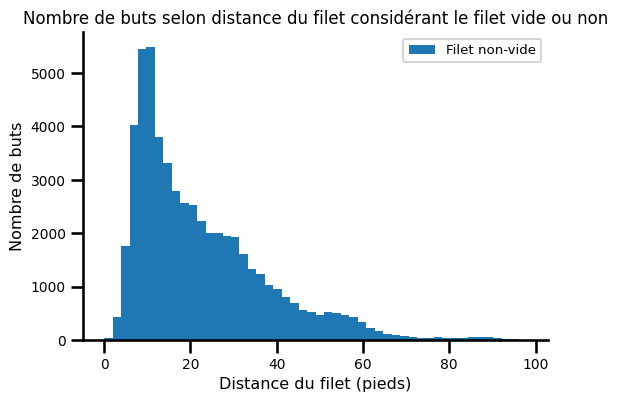 Nombre de buts selon distance du filet considérant le filet vide ou non
Filet non-vide
Nombre de buts
5000
4000
3000
2000
1000
0
0 20 40 60 80 100
Distance du filet (pieds)